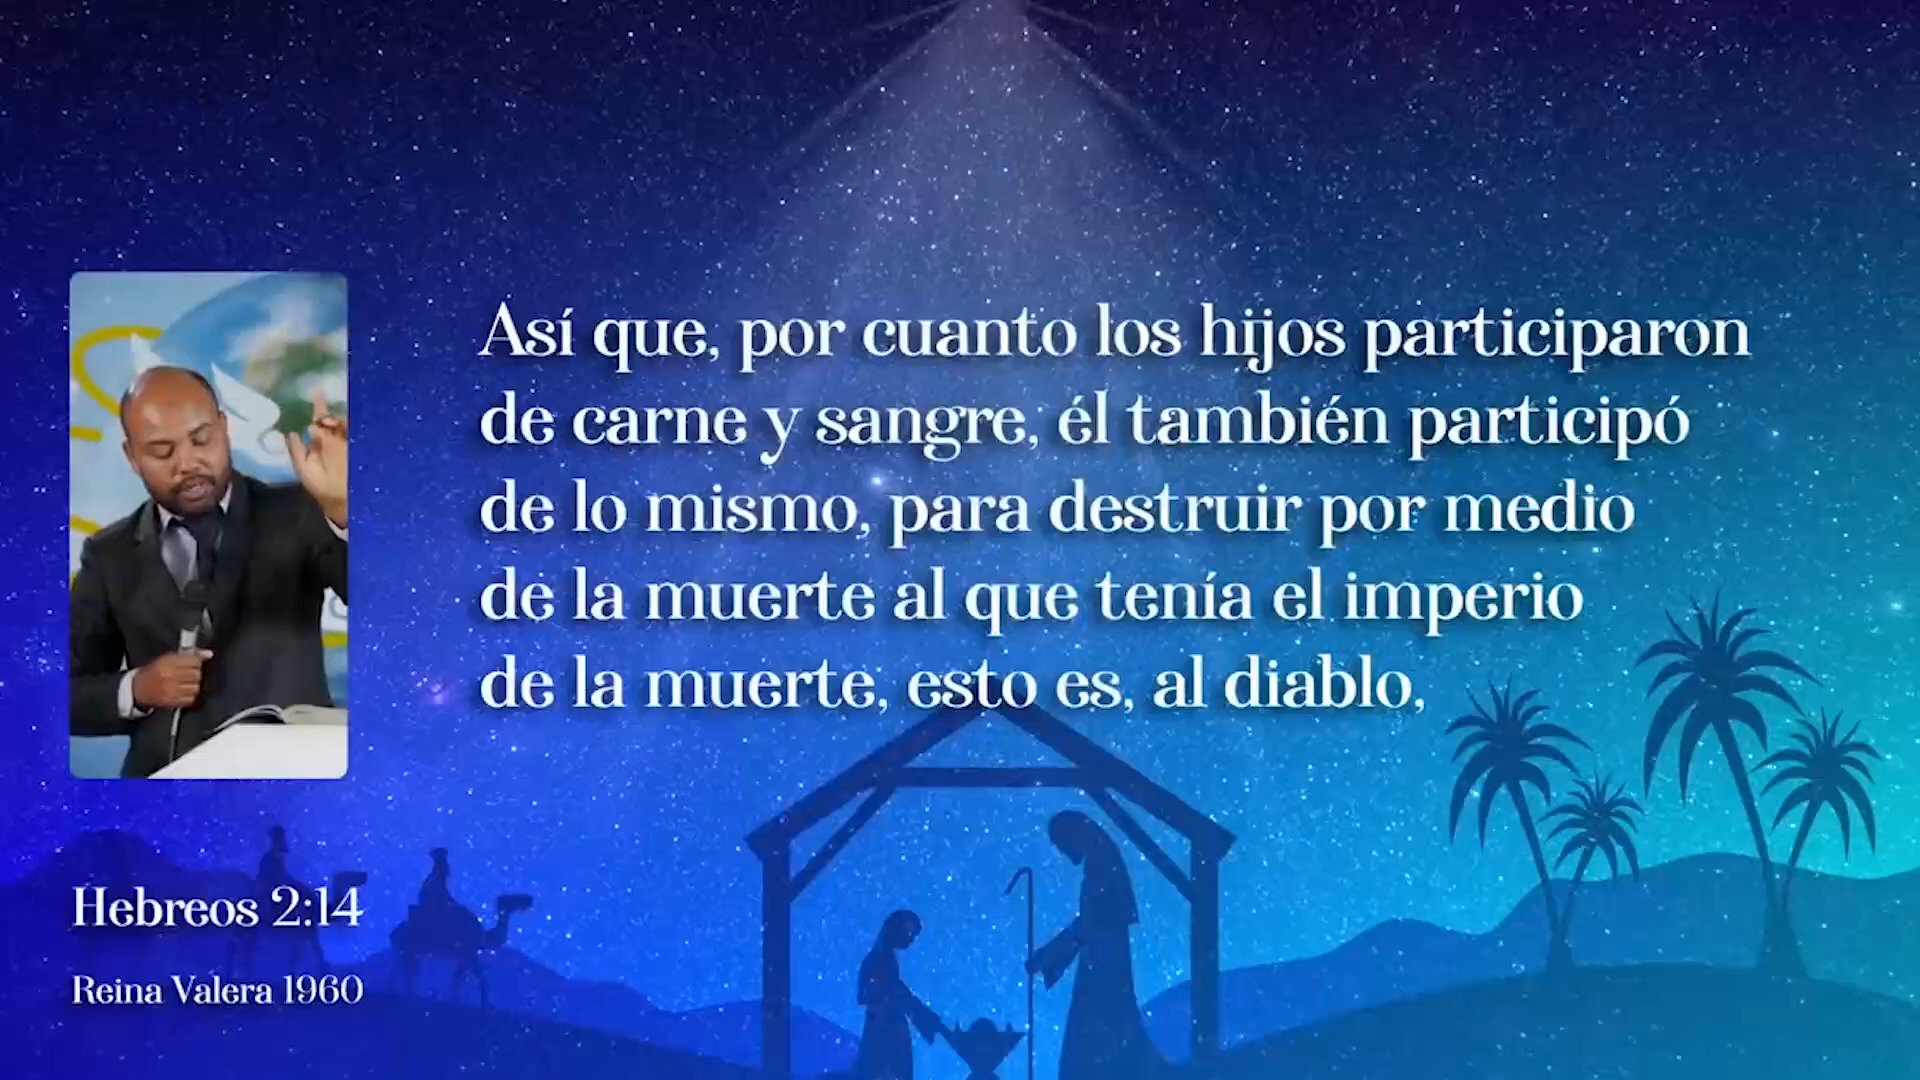 Así que, por cuanto los hijos participaron
de carne y sangre, él también participó
de lo mismo, para destruir por medio
de la muerte al que tenía el imperio
de la muerte, esto es, al diablo,
Hebreos 2:14
Reina Valera 1960